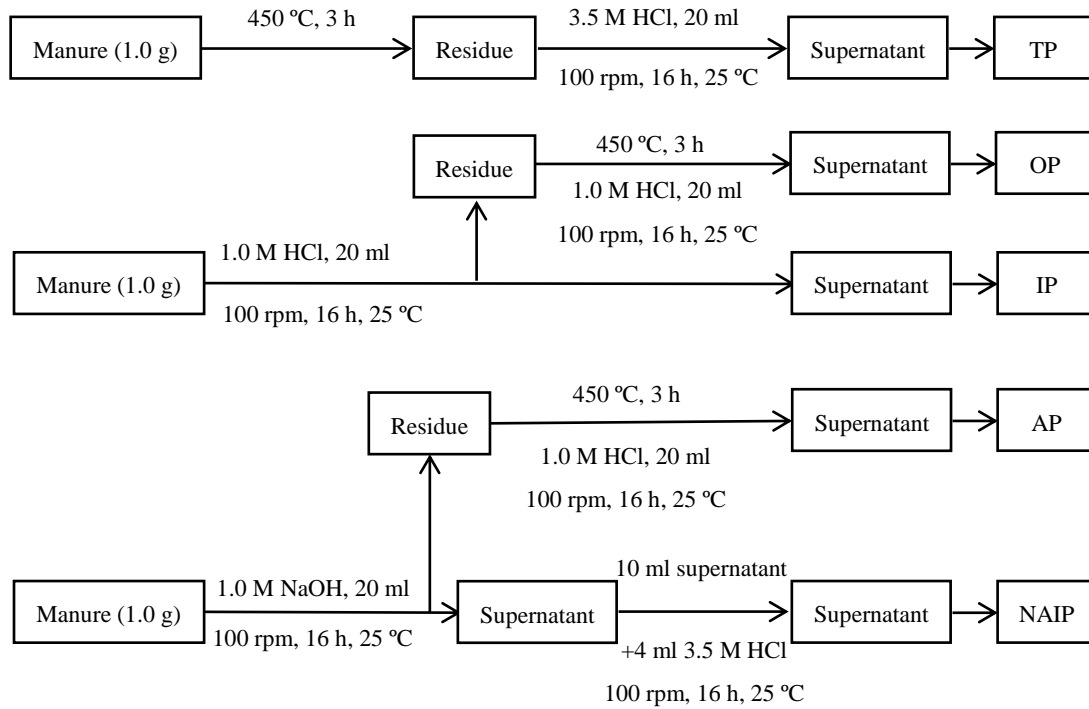 450 ºC, 3 h
3.5 M HCl, 20 ml
Manure (1.0 g)
Residue
Supernatant
TP
100 rpm, 16 h, 25 ºC
450 ºC, 3 h
Residue
Supernatant
OP
1.0 M HCl, 20 ml
100 rpm, 16 h, 25 ºC
1.0 M HCl, 20 ml
Manure (1.0 g)
Supernatant
IP
100 rpm, 16 h, 25 ºC
450 ºC, 3 h
Residue
Supernatant
AP
1.0 M HCl, 20 ml
100 rpm, 16 h, 25 ºC
10 ml supernatant
1.0 M NaOH, 20 ml
Manure (1.0 g)
Supernatant
Supernatant
NAIP
100 rpm, 16 h, 25 ºC
+4 ml 3.5 M HCl
100 rpm, 16 h, 25 ºC